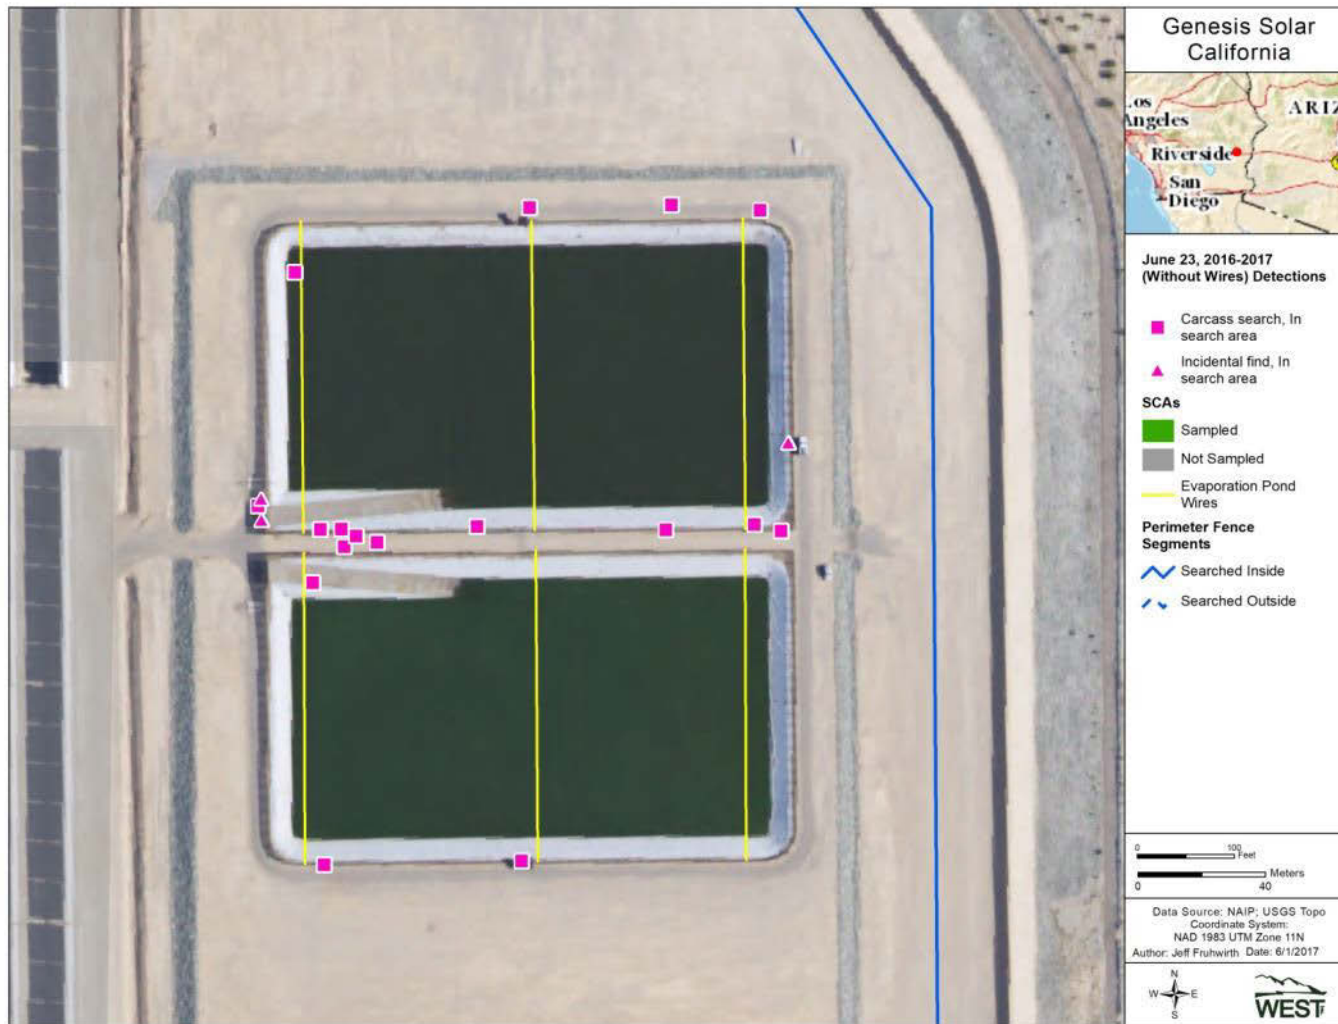 Genesis Solar
California
Los
Angeles
ARIZ
Riverside
San
Diego
June 23, 2016-2017
(Without Wires) Detections
Carcass search, In
search area
Incidental find, In
search area
SCAs
Sampled
Not Sampled
Evaporation Pond
Wires
Perimeter Fence
Segments
Searched Inside
Searched Outside
0 100
Feet
Meters
0 40
Data Source: NAIP; USGS Topo
Coordinate System:
NAD 1983 UTM Zone 11N
Author: Jeff Fruhwirth Date: 6/1/2017
N
W E
S
WEST